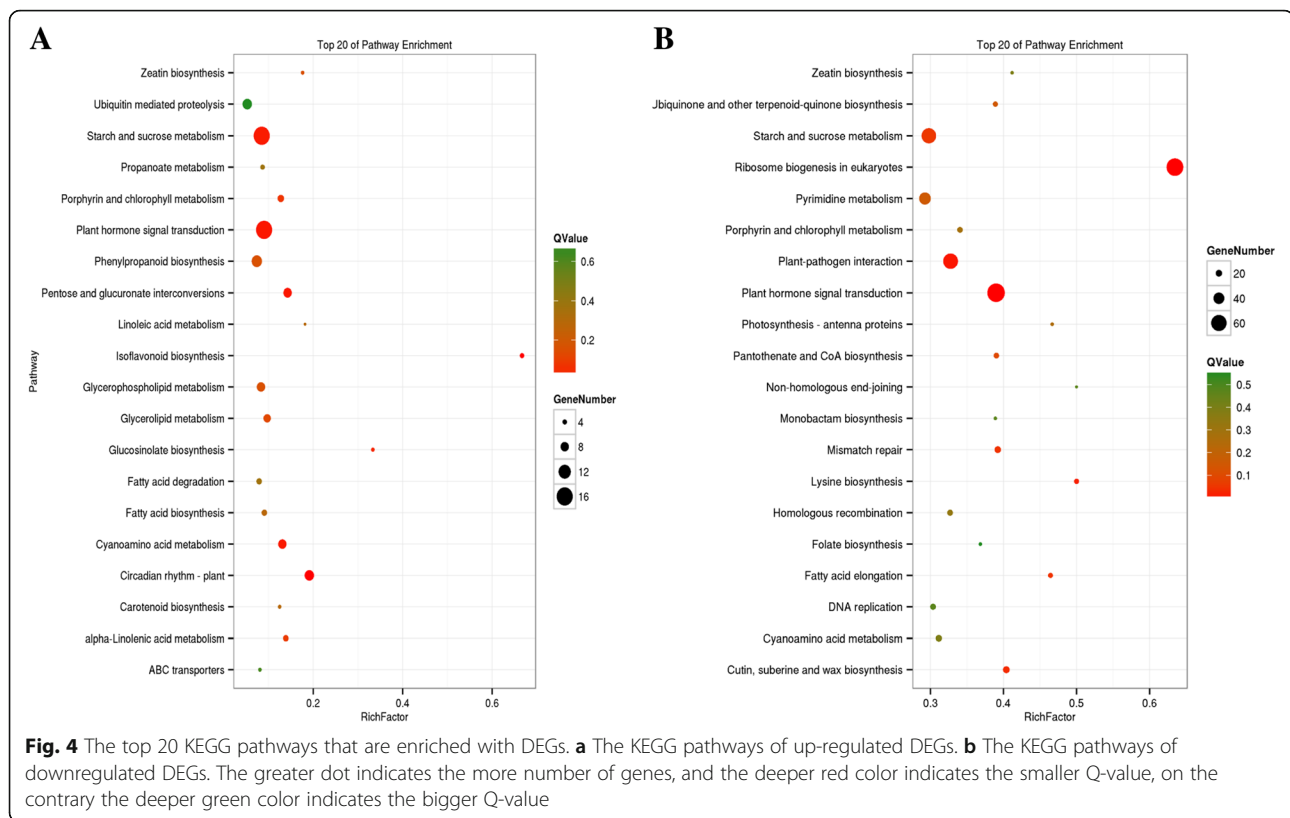 A
Top 20 of Pathway Enrichment
Zeatin biosynthesis
Ubiquitin mediated proteolysis
Starch and sucrose metabolism
Propanoate metabolism
Porphyrin and chlorophyll metabolism
Plant hormone signal transduction
Phenylpropanoid biosynthesis
Pentose and glucuronate interconversions
Linoleic acid metabolism
Isoflavonoid biosynthesis
Glycerophospholipid metabolism
Glycerolipid metabolism
Glucosinolate biosynthesis
Fatty acid degradation
Fatty acid biosynthesis
Cyanoamino acid metabolism
Circadian rhythm - plant
Carotenoid biosynthesis
alpha-Linolenic acid metabolism
ABC transporters
Pathway
0.2 0.4 0.6
RichFactor
QValue
0.6
0.4
0.2
GeneNumber
4
8
12
16
B
Top 20 of Pathway Enrichment
Zeatin biosynthesis
Jbiquinone and other terpenoid-quinone biosynthesis
Starch and sucrose metabolism
Ribosome biogenesis in eukaryotes
Pyrimidine metabolism
Porphyrin and chlorophyll metabolism
Plant-pathogen interaction
Plant hormone signal transduction
Photosynthesis - antenna proteins
Pantothenate and CoA biosynthesis
Non-homologous end-joining
Monobactam biosynthesis
Mismatch repair
Lysine biosynthesis
Homologous recombination
Folate biosynthesis
Fatty acid elongation
DNA replication
Cyanoamino acid metabolism
Cutin, suberine and wax biosynthesis
0.3 0.4 0.5 0.6
RichFactor
GeneNumber
20
40
60
QValue
0.5
0.4
0.3
0.2
0.1
Fig. 4 The top 20 KEGG pathways that are enriched with DEGs. a The KEGG pathways of up-regulated DEGs. b The KEGG pathways of
downregulated DEGs. The greater dot indicates the more number of genes, and the deeper red color indicates the smaller Q-value, on the
contrary the deeper green color indicates the bigger Q-value